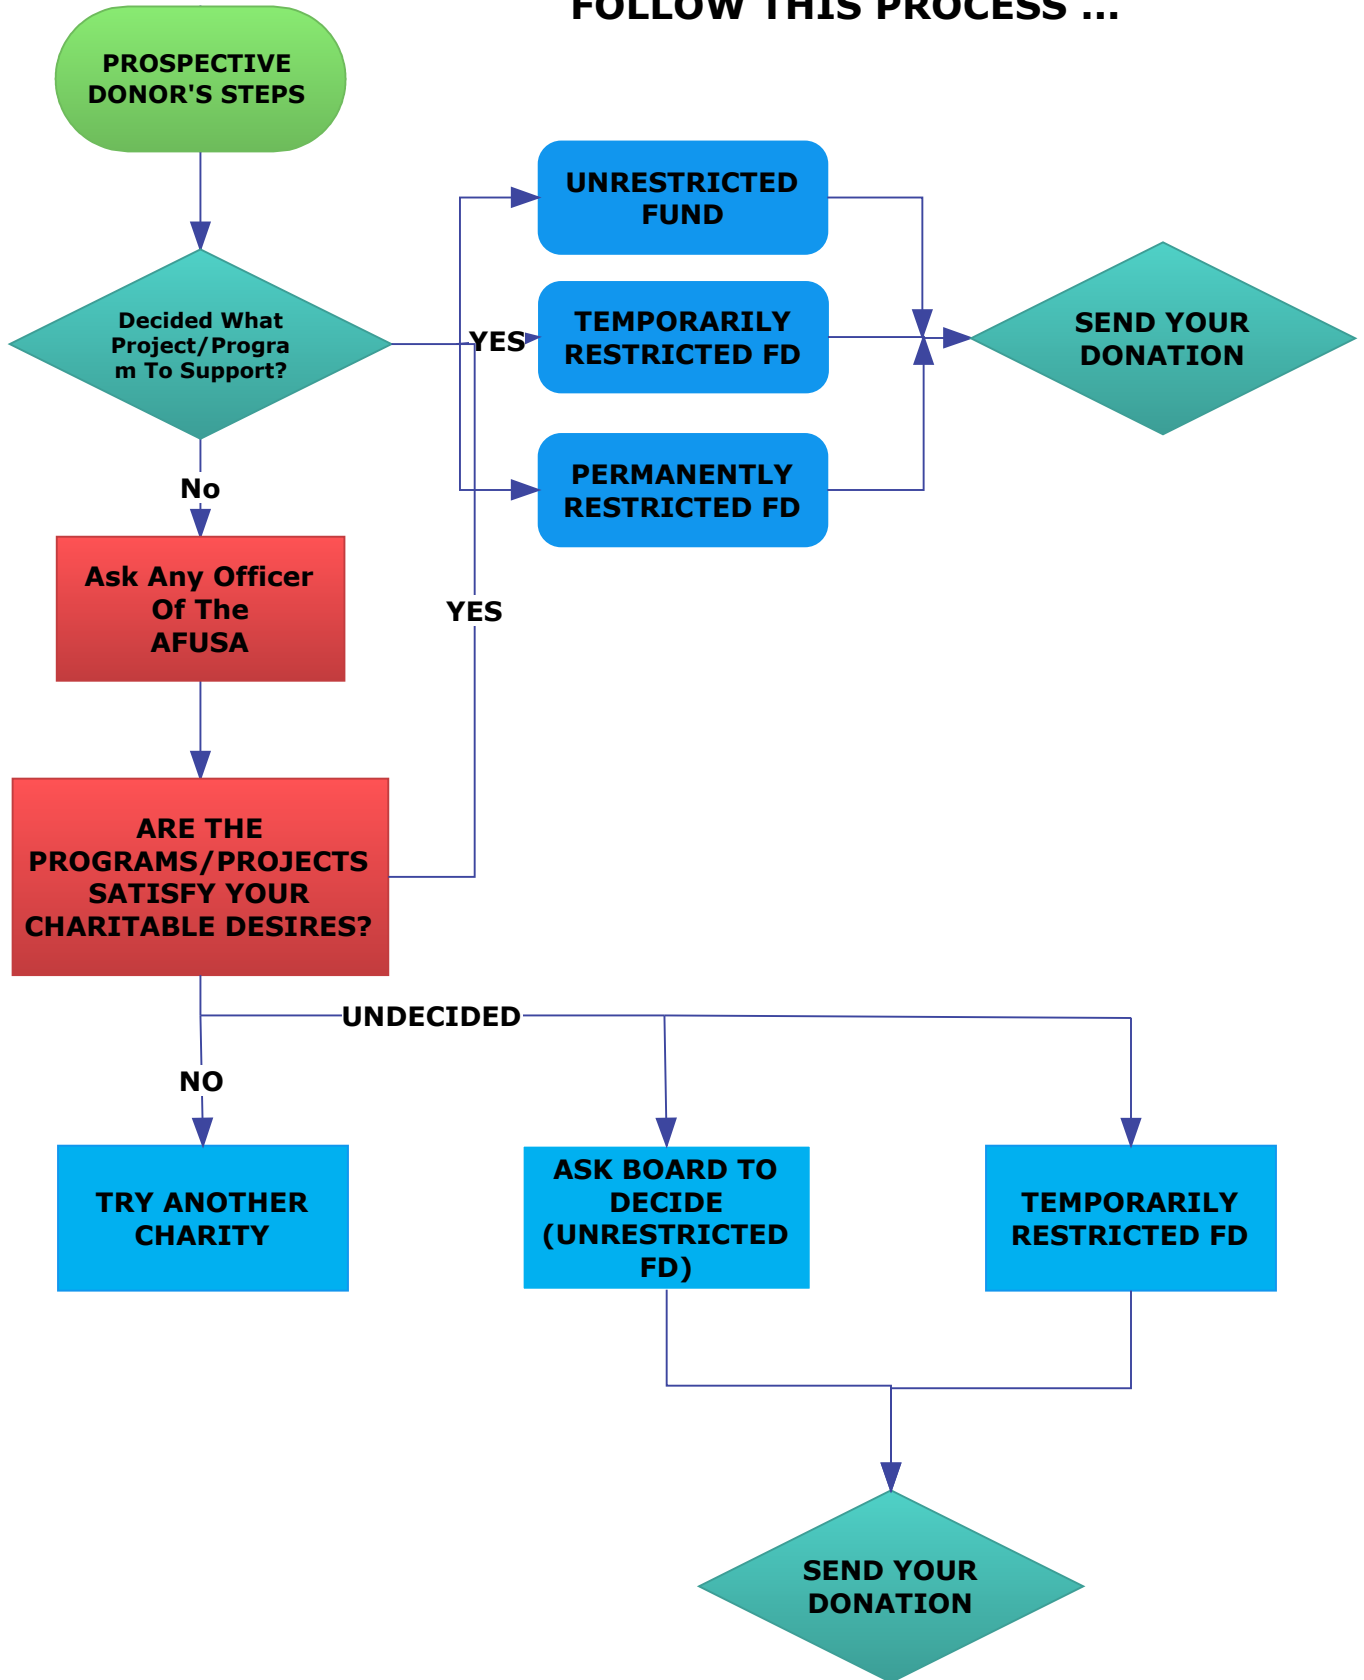 FOLLOW THIS PROCESS ...
PROSPECTIVE
DONOR'S STEPS
UNRESTRICTED
FUND
Decided What
Project/Progra
m To Support?
YES
TEMPORARILY
RESTRICTED FD
SEND YOUR
DONATION
PERMANENTLY
RESTRICTED FD
No
Ask Any Officer
Of The
AFUSA
YES
ARE THE
PROGRAMS/PROJECTS
SATISFY YOUR
CHARITABLE DESIRES?
UNDECIDED
NO
TRY ANOTHER
CHARITY
ASK BOARD TO
DECIDE
(UNRESTRICTED
FD)
TEMPORARILY
RESTRICTED FD
SEND YOUR
DONATION